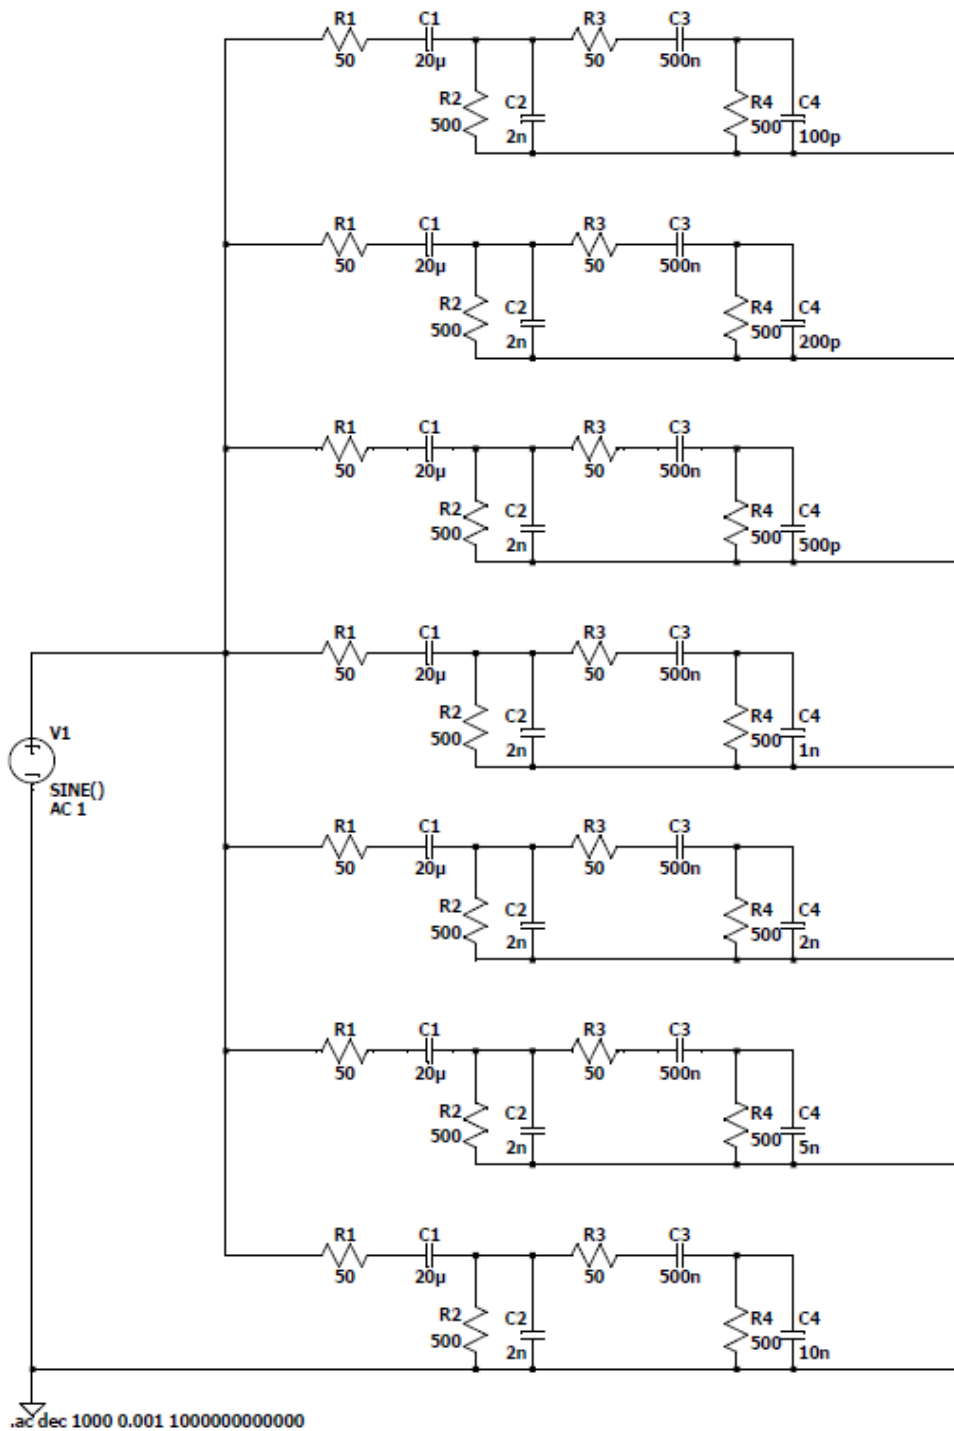 R1 C1 R3 C3
50 20µ 50 500n
R2 C2 R4 C4
500 2n 500 100p
R1 C1 R3 C3
50 20µ 50 500n
R2 C2 R4 C4
500 2n 500 200p
R1 C1 R3 C3
50 20µ 50 500n
R2 C2 R4 C4
500 2n 500 500p
R1 C1 R3 C3
50 20µ 50 500n
R2 C2 R4 C4
500 2n 500 1n
V1
SINE()
AC 1
R1 C1 R3 C3
50 20µ 50 500n
R2 C2 R4 C4
500 2n 500 2n
R1 C1 R3 C3
50 20µ 50 500n
R2 C2 R4 C4
500 2n 500 5n
R1 C1 R3 C3
50 20µ 50 500n
R2 C2 R4 C4
500 2n 500 10n
.ac dec 1000 0.001 1000000000000